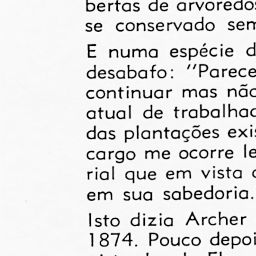 bertas de arvoredos
se conservado sem
E numa espécie d
desabafo: "Parece
continuar mas não
atual de trabalhad
das plantações exis
cargo me ocorre le
rial que em vista
em sua sabedoria.
Isto dizia Archer
1874. Pouco depoi